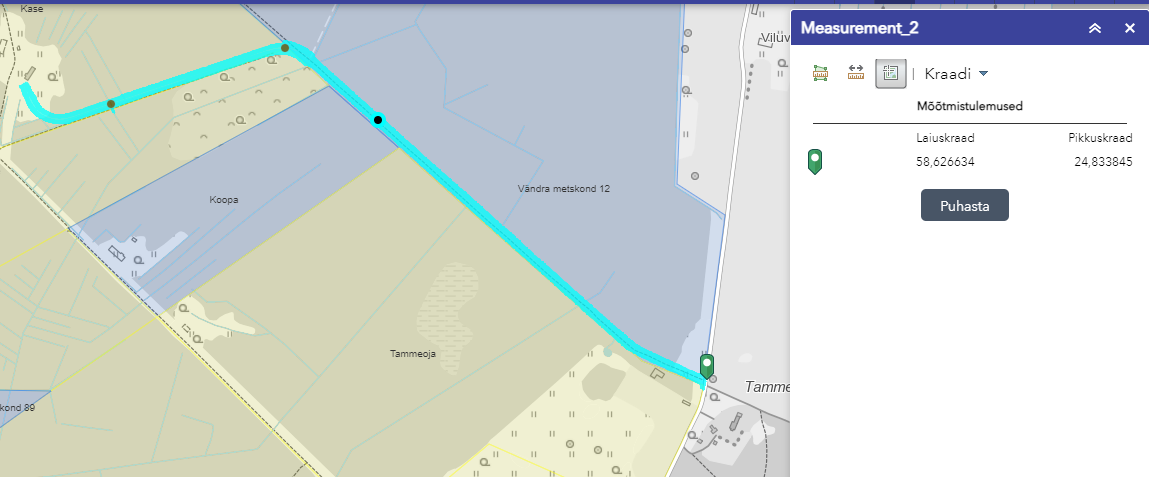 Kase
Vilüv
Measurement_2
Kraadi
Mõõtmistulemused
Laiuskraad
Pikkuskraad
58,626634
24,833845
Puhasta
Vändra metskond 12
Koopa
Tammeoja
Tamme
kond 89